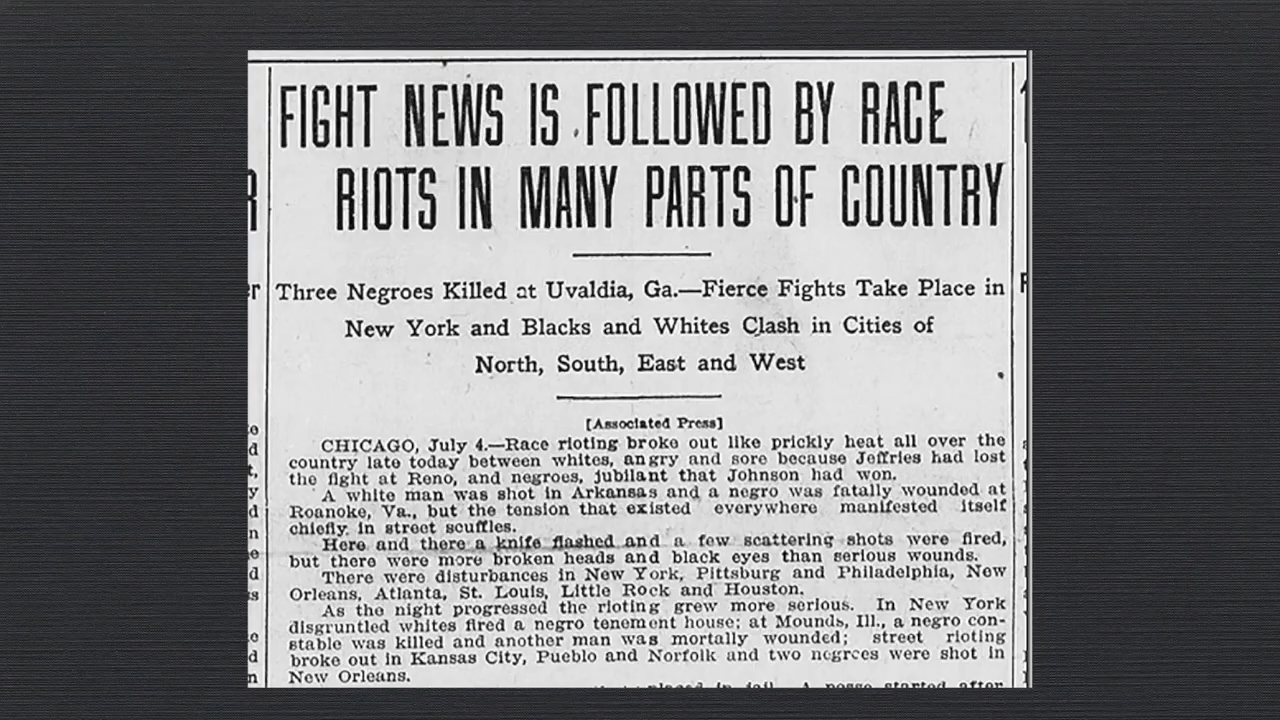 FIGHT NEWS IS FOLLOWED BY RACE
RIOTS IN MANY PARTS OF COUNTRY
Three Negroes Killed at Uvaldia, Ga.—Fierce Fights Take Place in
New York and Blacks and Whites Clash in Cities of
North, South, East and West
[Associated Press]
CHICAGO, July 4.—Race rioting broke out like prickly heat all over the
country late today between whites, angry and sore because Jeffries had lost
the fight at Reno, and negroes, jubilant that Johnson had won.
A white man was shot in Arkansas and a negro was fatally wounded at
Roanoke, Va., but the tension that existed everywhere manifested itself
chiefly in street scuffles.
Here and there a knife flashed and a few scattering shots were fired,
but there were more broken heads and black eyes than serious wounds.
There were disturbances in New York, Pittsburg and Philadelphia, New
Orleans, Atlanta, St. Louis, Little Rock and Houston.
As the night progressed the rioting grew more serious. In New York
disgruntled whites fired a negro tenement house; at Mounds, Ill., a negro con-
stable was killed and another man was mortally wounded; street rioting
broke out in Kansas City, Pueblo and Norfolk and two negroes were shot in
New Orleans.
placed in jail. A posse started after